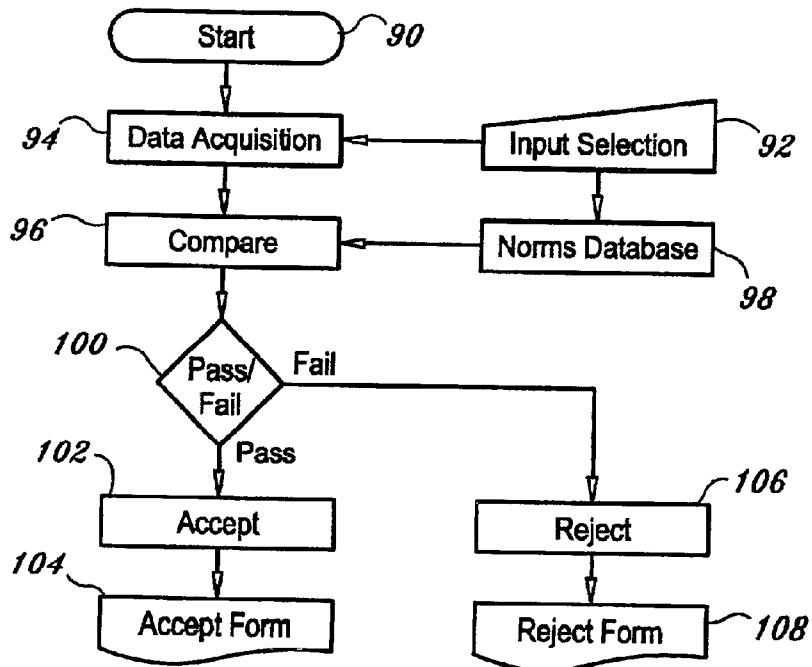 Start
90
94
Data Acquisition
Input Selection
92
96
Compare
Norms Database
98
100
Pass/
Fail
Fail
Pass
102
Accept
106
Reject
104
Accept Form
Reject Form
108